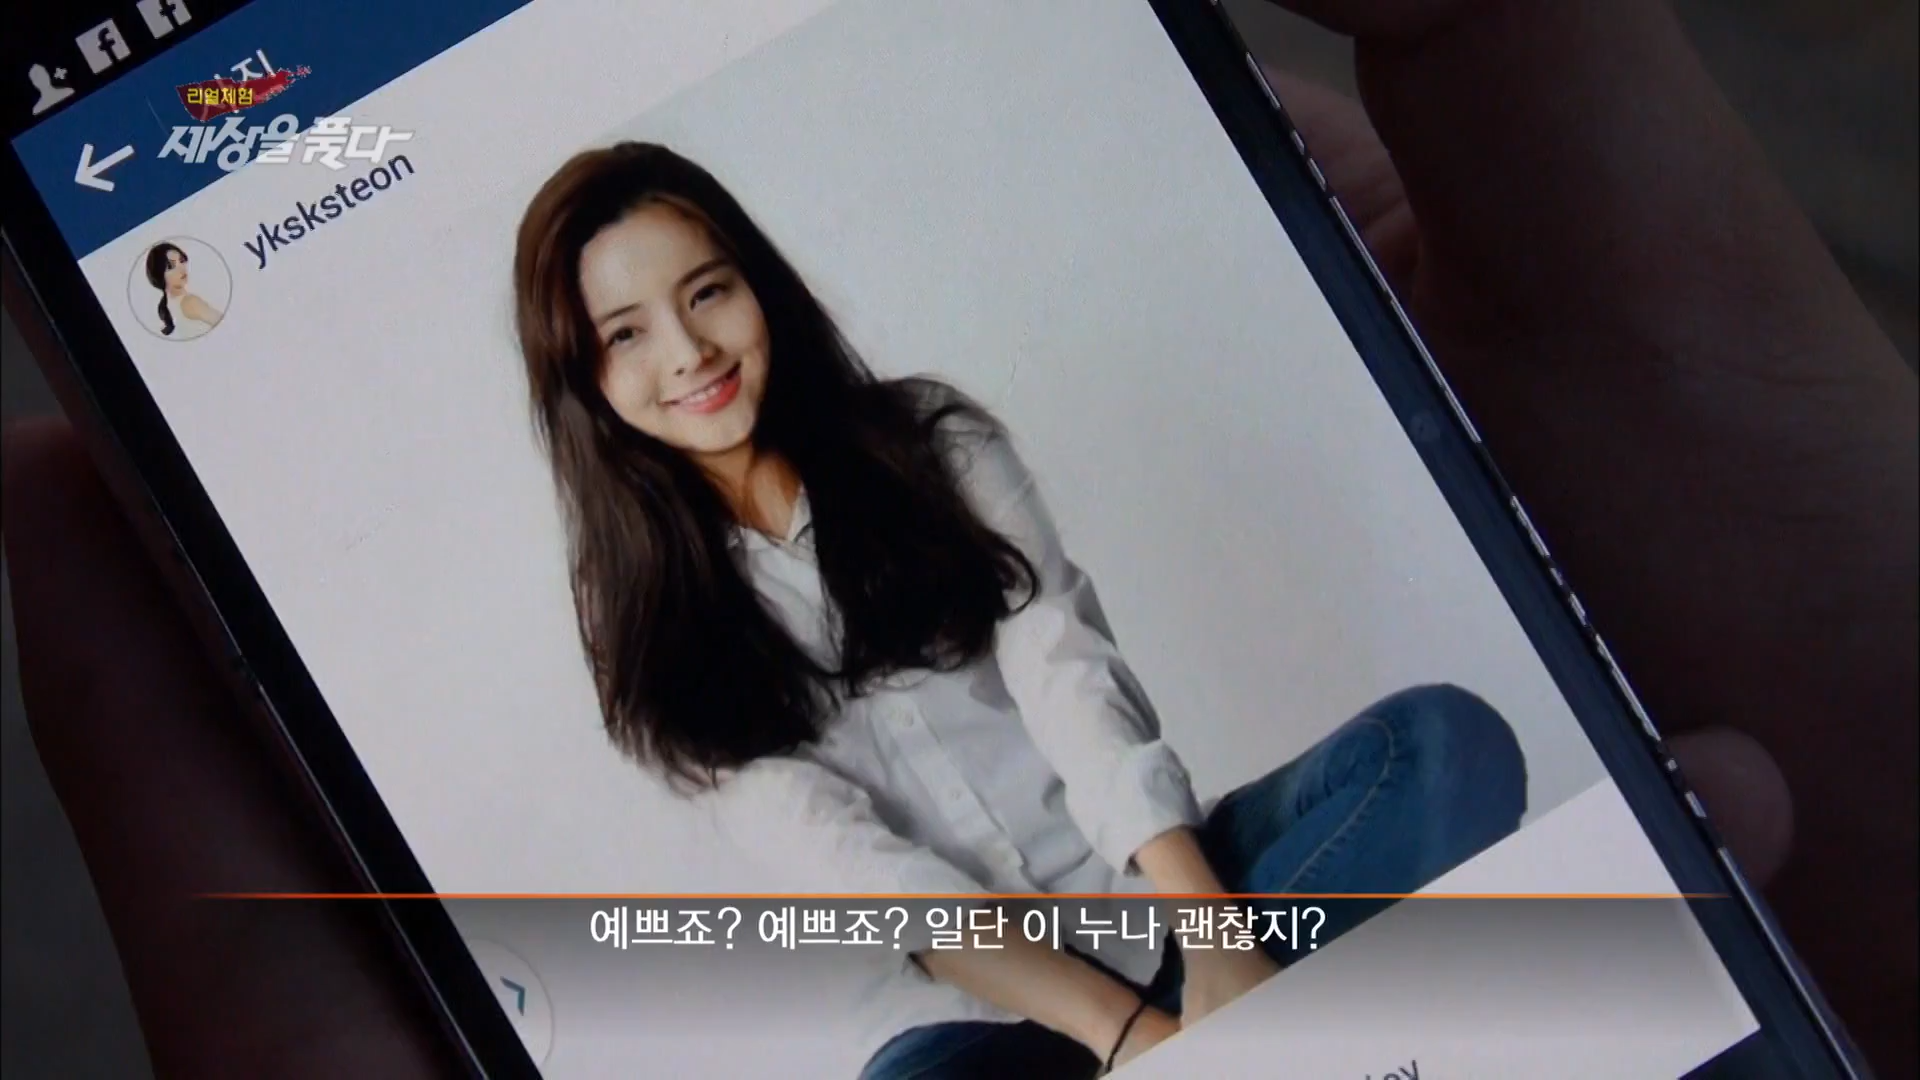 리얼체험
세상을 품다
yksksteon
예쁘죠? 예쁘죠? 일단 이 누나 괜찮지?